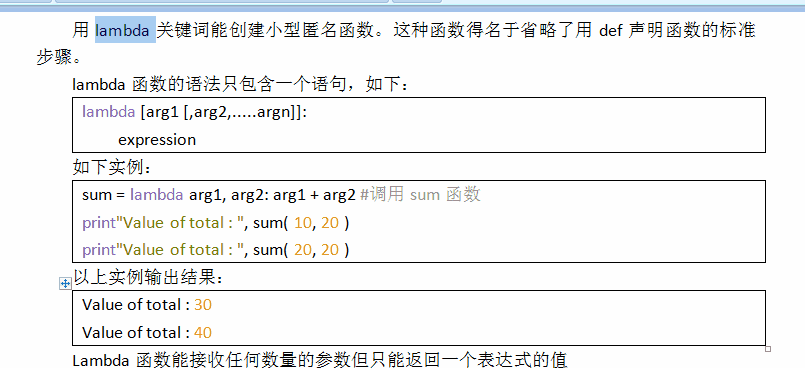 用 lambda 关键词能创建小型匿名函数。这种函数得名于省略了用 def 声明函数的标准
步骤。
lambda 函数的语法只包含一个语句，如下：
lambda [arg1 [,arg2,.....argn]]:
expression
如下实例：
sum = lambda arg1, arg2: arg1 + arg2 #调用 sum 函数
print"Value of total : ", sum( 10, 20 )
print"Value of total : ", sum( 20, 20 )
以上实例输出结果：
Value of total : 30
Value of total : 40
Lambda 函数能接收任何数量的参数但只能返回一个表达式的值